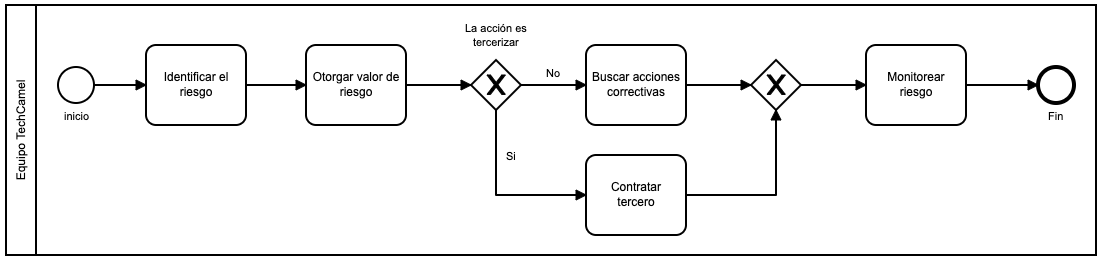 Equipo TechCamel
inicio
Identificar el
riesgo
Otorgar valor de
riesgo
La acción es
tercerizar
No
Si
Buscar acciones
correctivas
Contratar
tercero
Monitorear
riesgo
Fin